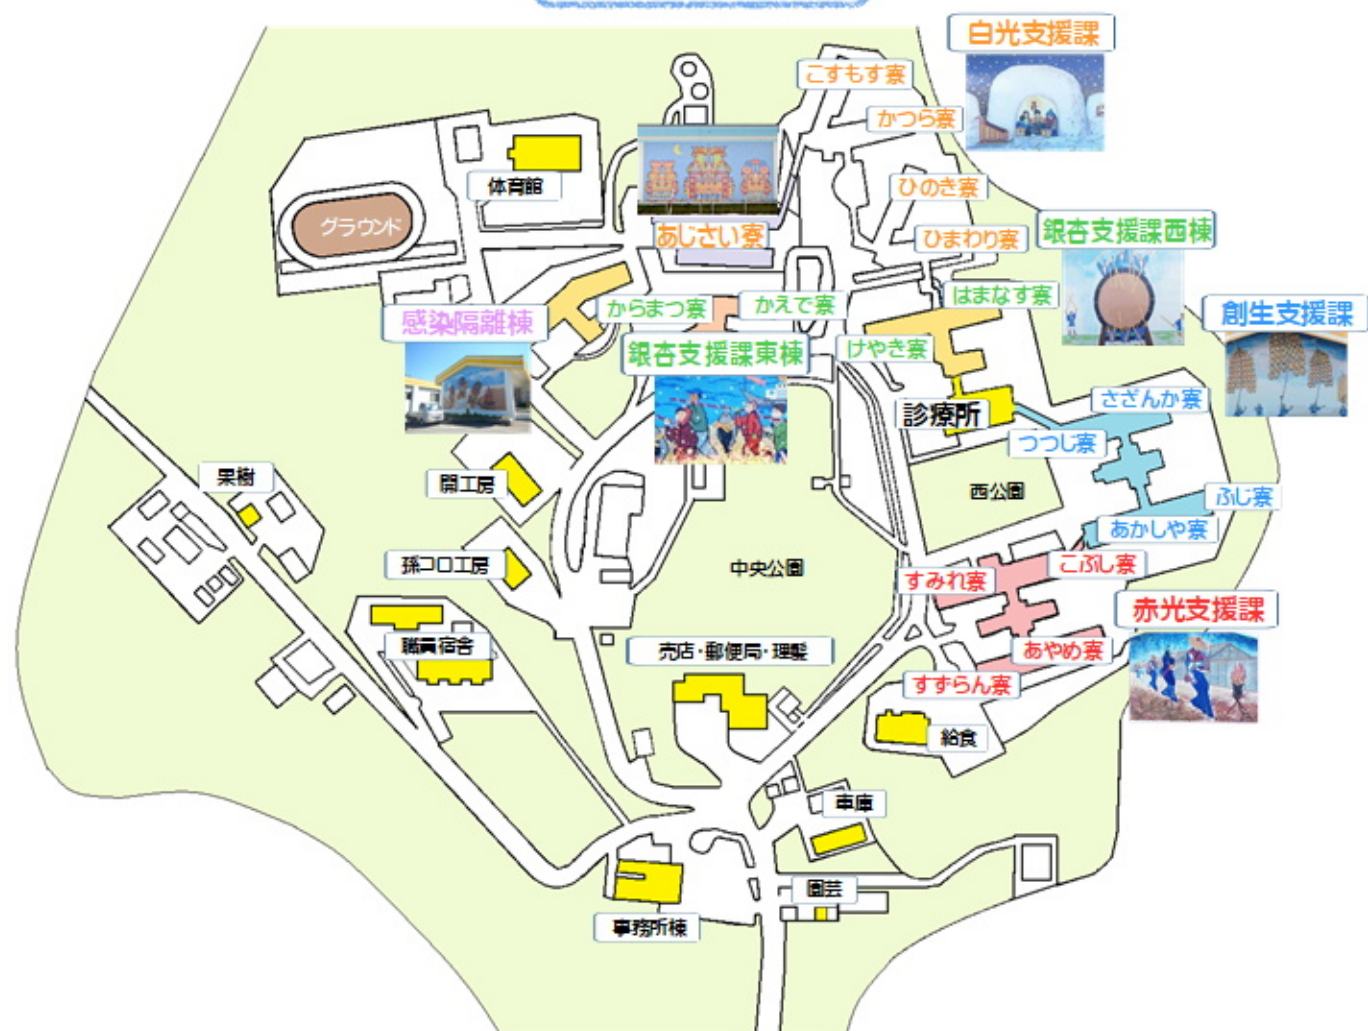 白光支援課
こすもす寮
かつら寮
体育館
ひのき寮
グラウンド
あじさい寮
ひまわり寮
銀杏支援課西棟
はまなす寮
からまつ寮
かえで寮
感染隔離棟
創生支援課
銀杏支援課東棟
けやき寮
さざんか寮
診療所
つつじ寮
果樹
開工房
西公園
ふじ寮
あかしや寮
孫コロ工房
中央公園
こぶし寮
すみれ寮
赤光支援課
職員宿舎
売店・郵便局・理髪
あやめ寮
すずらん寮
給食
車庫
園芸
事務所棟